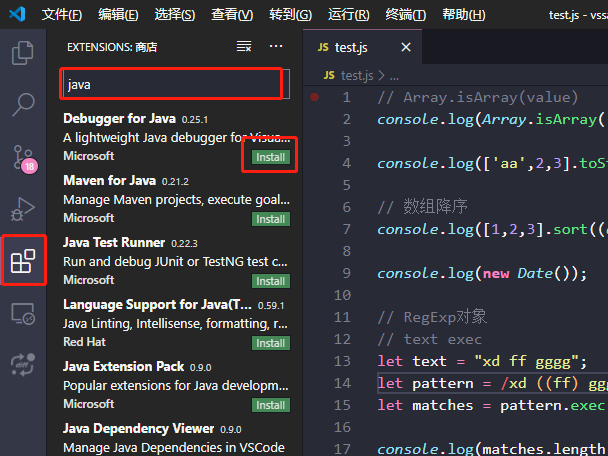 文件(F) 编辑(E) 选择(S) 查看(V) 转到(G) 运行(R) 终端(T) 帮助(H) test.js - vssa
EXTENSIONS: 商店
java
Debugger for Java 0.25.1
A lightweight Java debugger for Visua...
Microsoft Install
Maven for Java 0.21.2
Manage Maven projects, execute goal...
Microsoft Install
Java Test Runner 0.22.3
Run and debug JUnit or TestNG test c...
Microsoft Install
Language Support for Java(T... 0.59.1
Java Linting, Intellisense, formatting, r...
Red Hat Install
Java Extension Pack 0.9.0
Popular extensions for Java developm...
Microsoft Install
Java Dependency Viewer 0.9.0
Manage Java Dependencies in VSCode
18
JS test.js
JS test.js > ...
1 // Array.isArray(value)
2 console.log(Array.isArray(
3
4 console.log(['aa',2,3].toS
5
6 // 数组降序
7 console.log([1,2,3].sort((
8
9 console.log(new Date());
10
11 // RegExp对象
12 // text exec
13 let text = "xd ff gggg";
14 let pattern = /xd ((ff) gg
15 let matches = pattern.exec
16
17 console.log(matches.length